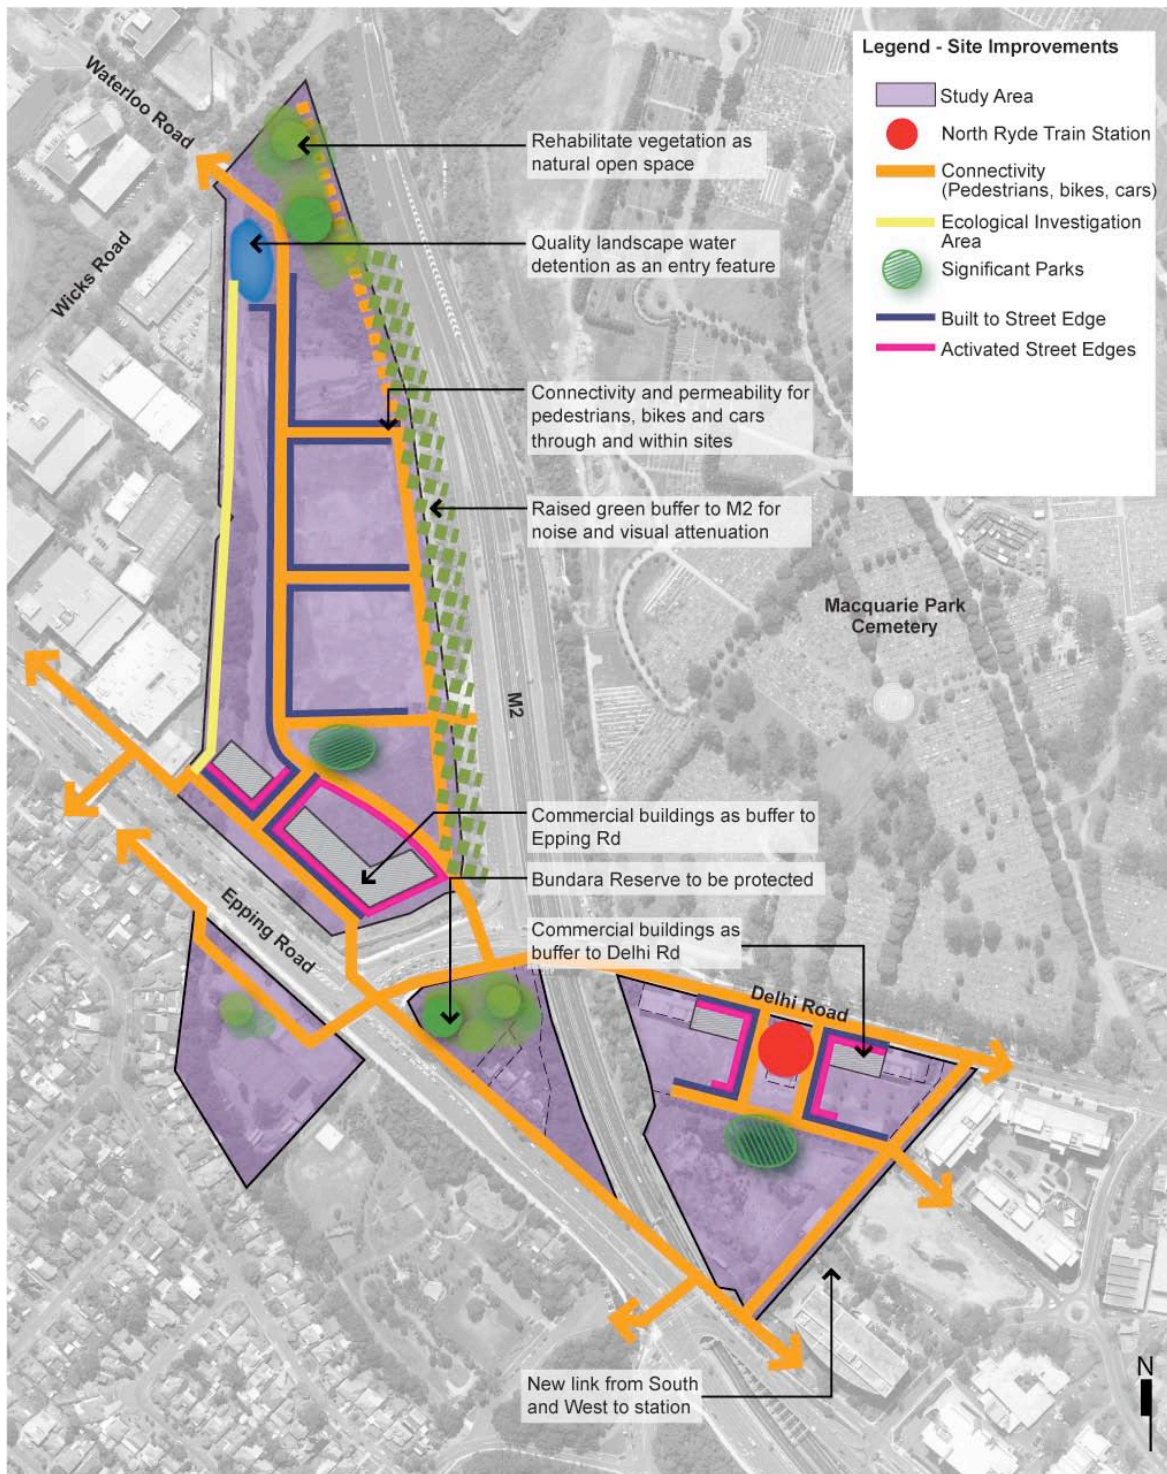 Legend - Site Improvements
Study Area
North Ryde Train Station
Connectivity
(Pedestrians, bikes, cars)
Ecological Investigation
Area
Significant Parks
Built to Street Edge
Activated Street Edges
Waterloo Road
Wicks Road
Rehabilitate vegetation as
natural open space
Quality landscape water
detention as an entry feature
Connectivity and permeability for
pedestrians, bikes and cars
through and within sites
Raised green buffer to M2 for
noise and visual attenuation
Macquarie Park
Cemetery
M2
Commercial buildings as buffer to
Epping Rd
Bundara Reserve to be protected
Commercial buildings as
buffer to Delhi Rd
Epping Road
Delhi Road
New link from South
and West to station
N